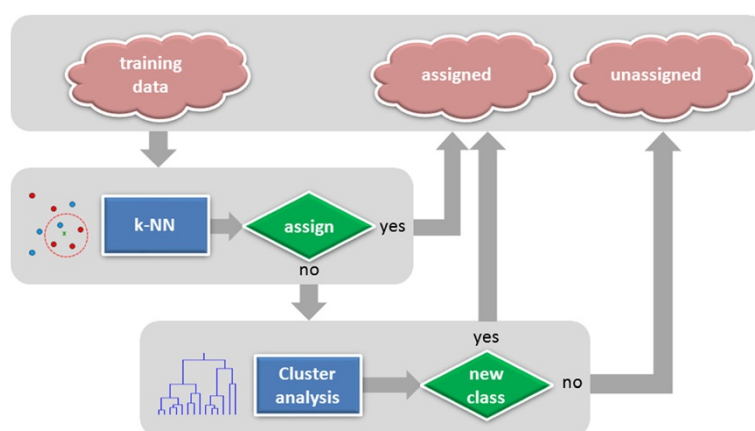 training
data
assigned
unassigned
k-NN
assign
yes
no
yes
Cluster
analysis
new
class
no